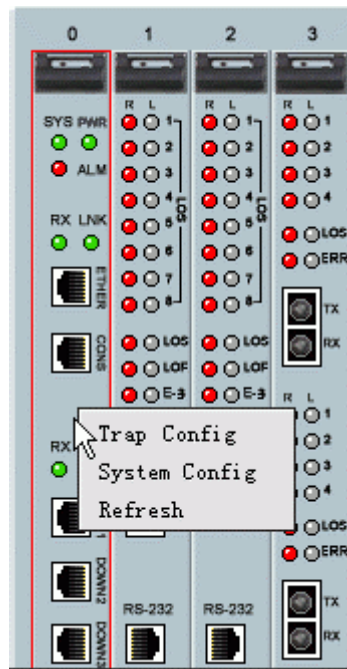 0 1 2 3
R L R L R L
SYS PWR
1 1 1
2 2 2
ALM 3 3 3
4 4 4
LOS LOS
RX LNK 5 5 LOS
6 6 ERR
7 7
8 8
ETHER
TX
CONS LOS LOS RX
LOF LOF
E-3 E-3 R L
1
Trap Config
RX 2
System Config 3
4
Refresh
1 LOS
ERR
DOWN2
RS-232 RS-232 TX
DOWN3 RX